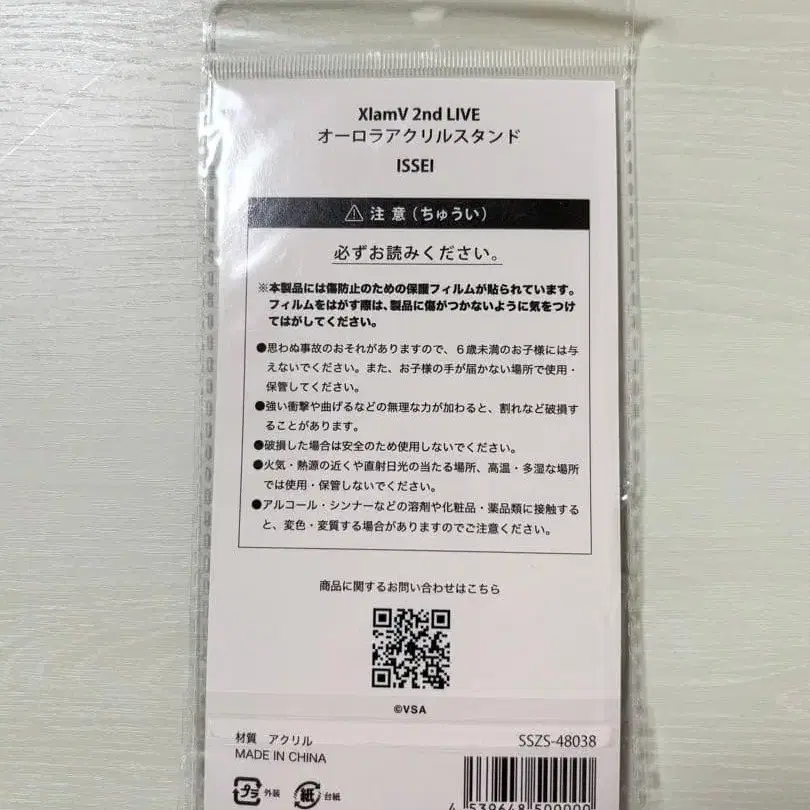 XlamV 2nd LIVE
オーロラアクリルスタンド
ISSEI
注 意（ちゅうい）
必ずお読みください。
※本製品には傷防止のための保護フィルムが貼られています。
フィルムをはがす際は、製品に傷がつかないように気をつけ
てはがしてください。
●思わぬ事故のおそれがありますので、６歳未満のお子様には与
えないでください。また、お子様の手が届かない場所で使用・
保管してください。
●強い衝撃や曲げるなどの無理な力が加わると、割れなど破損す
ることがあります。
●破損した場合は安全のため使用しないでください。
●火気・熱源の近くや直射日光の当たる場所、高温・多湿な場所
では使用・保管しないでください。
●アルコール・シンナーなどの溶剤や化粧品・薬品類に接触する
と、変色・変質する場合がありますのでご注意ください。
商品に関するお問い合わせはこちら
©VSA
材質　アクリル
SSZS-48038
MADE IN CHINA
プラ 外装
紙 台紙